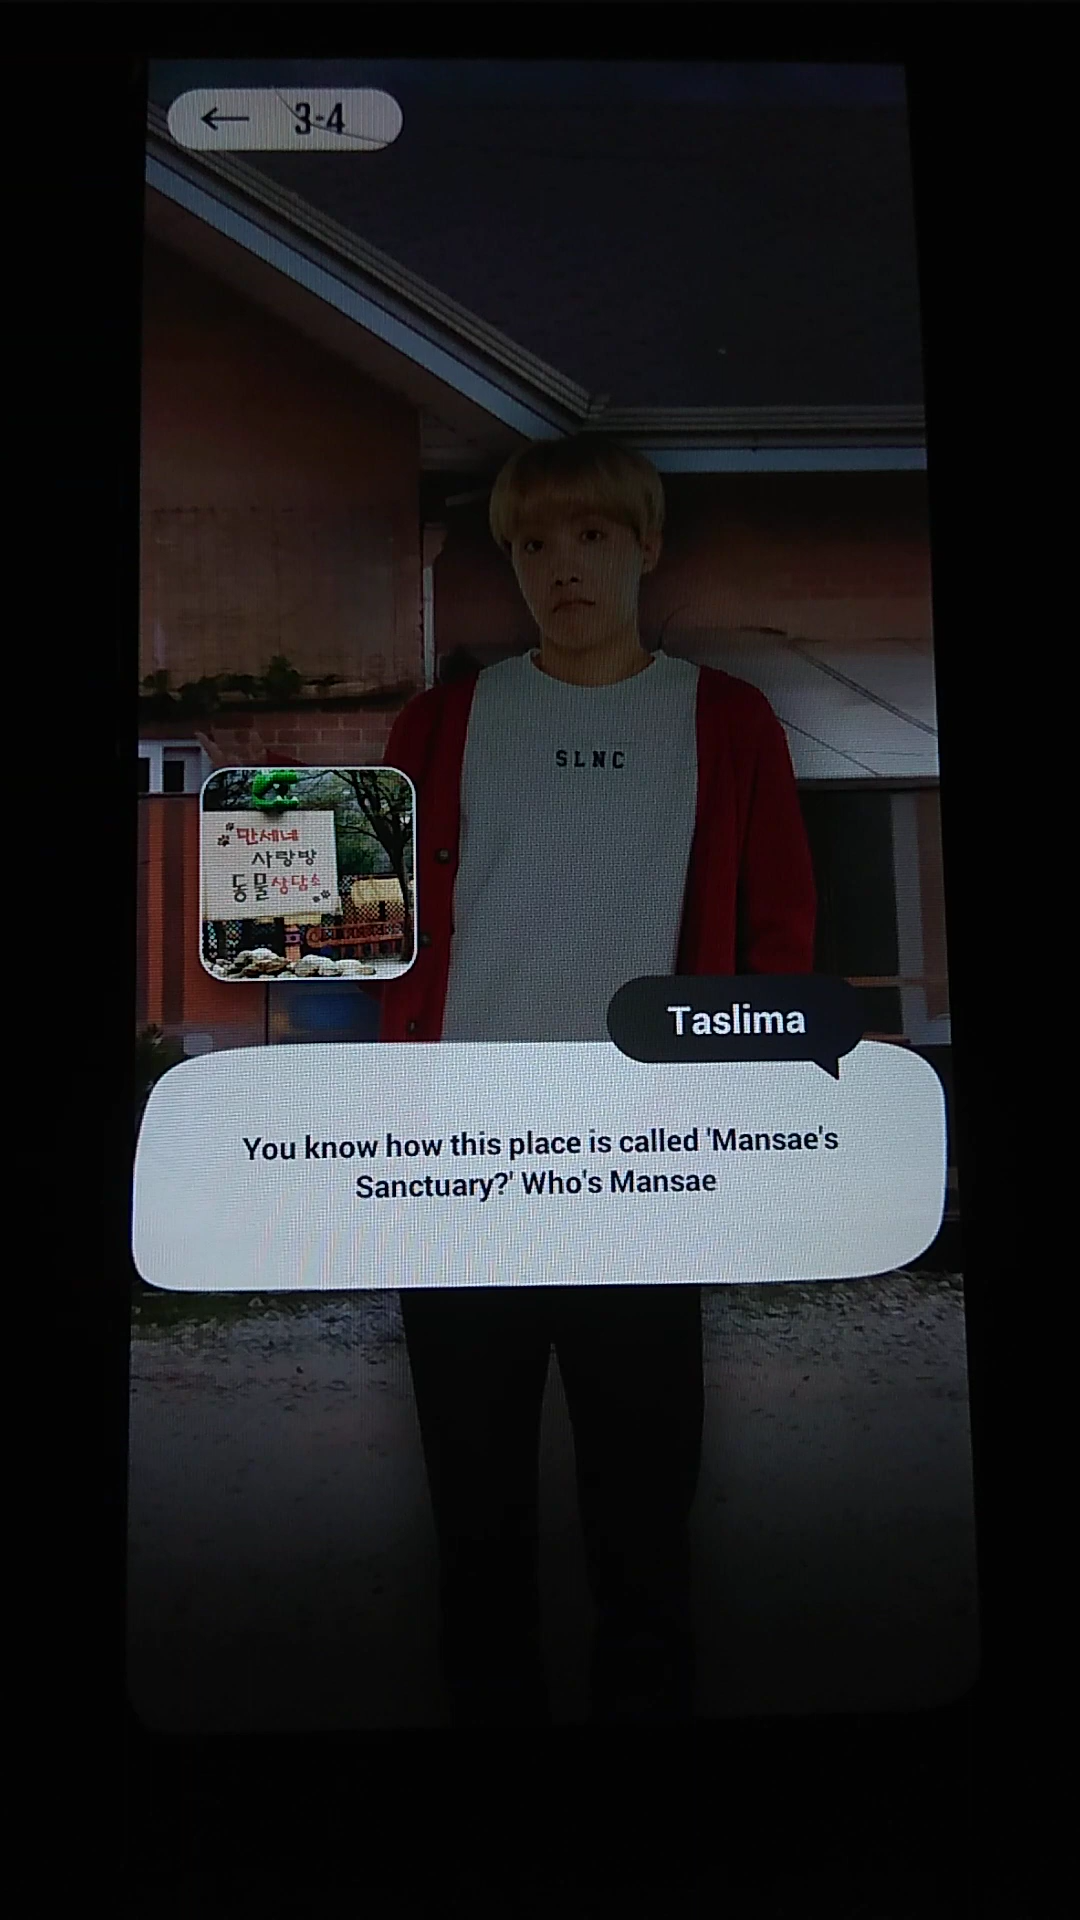 3-4
SLNC
만세네
사랑방
동물상담소
Taslima
You know how this place is called 'Mansae's
Sanctuary?' Who's Mansae